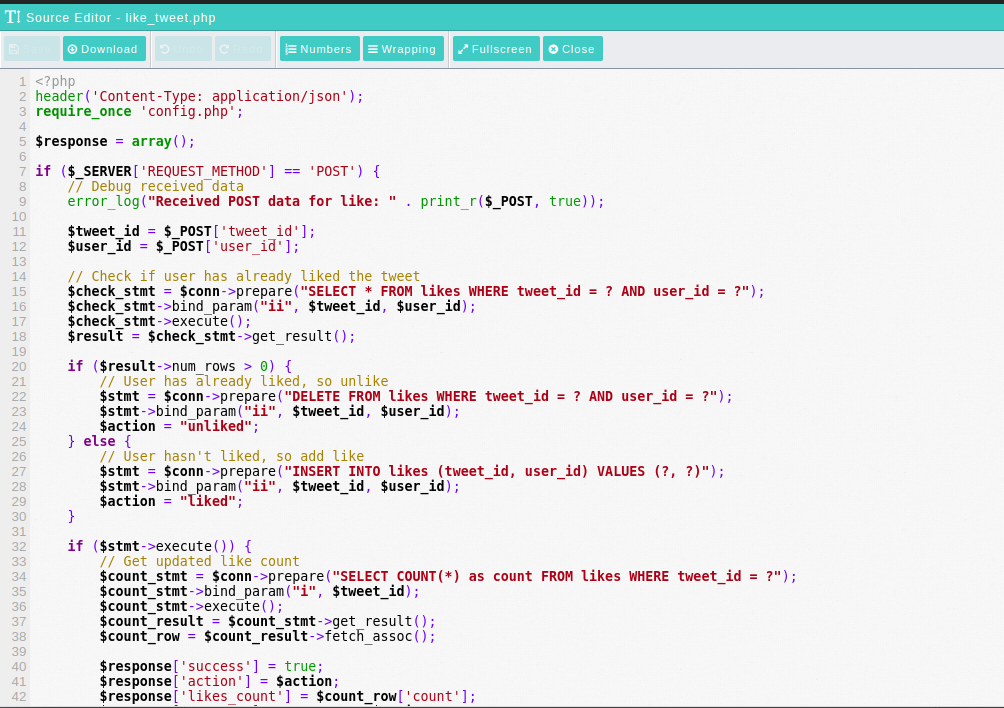 T! Source Editor - like_tweet.php
Download Numbers Wrapping Fullscreen Close
1 <?php
2 header('Content-Type: application/json');
3 require_once 'config.php';
4
5 $response = array();
6
7 if ($_SERVER['REQUEST_METHOD'] == 'POST') {
8 // Debug received data
9 error_log("Received POST data for like: " . print_r($_POST, true));
10
11 $tweet_id = $_POST['tweet_id'];
12 $user_id = $_POST['user_id'];
13
14 // Check if user has already liked the tweet
15 $check_stmt = $conn->prepare("SELECT * FROM likes WHERE tweet_id = ? AND user_id = ?");
16 $check_stmt->bind_param("ii", $tweet_id, $user_id);
17 $check_stmt->execute();
18 $result = $check_stmt->get_result();
19
20 if ($result->num_rows > 0) {
21 // User has already liked, so unlike
22 $stmt = $conn->prepare("DELETE FROM likes WHERE tweet_id = ? AND user_id = ?");
23 $stmt->bind_param("ii", $tweet_id, $user_id);
24 $action = "unliked";
25 } else {
26 // User hasn't liked, so add like
27 $stmt = $conn->prepare("INSERT INTO likes (tweet_id, user_id) VALUES (?, ?)");
28 $stmt->bind_param("ii", $tweet_id, $user_id);
29 $action = "liked";
30 }
31
32 if ($stmt->execute()) {
33 // Get updated like count
34 $count_stmt = $conn->prepare("SELECT COUNT(*) as count FROM likes WHERE tweet_id = ?");
35 $count_stmt->bind_param("i", $tweet_id);
36 $count_stmt->execute();
37 $count_result = $count_stmt->get_result();
38 $count_row = $count_result->fetch_assoc();
39
40 $response['success'] = true;
41 $response['action'] = $action;
42 $response['likes_count'] = $count_row['count'];